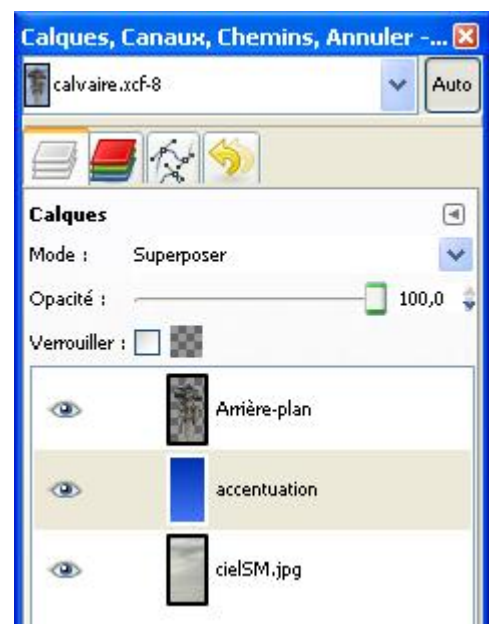 Calques, Canaux, Chemins, Annuler -...
calvaire.xcf-8
Auto
Calques
Mode : Superposer
Opacité : 100,0
Verrouiller :
Arrière-plan
accentuation
cielSM.jpg